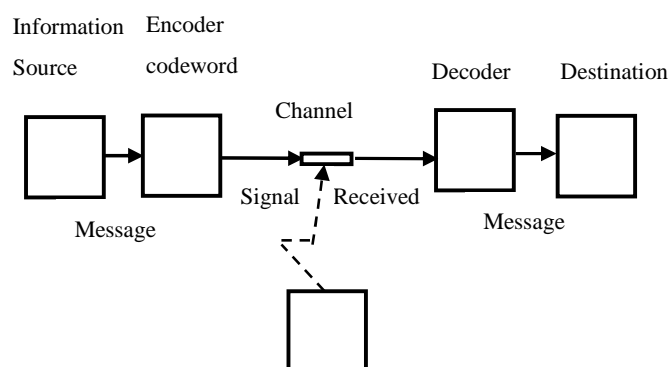 Information
Source
Encoder
codeword
Channel
Decoder
Destination
Signal
Received
Message
Message